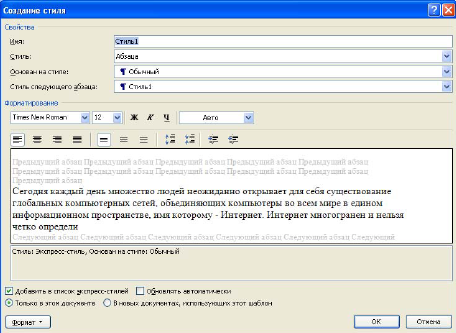 Создание стиля
Свойства
Имя: Стиль1
Стиль: Абзаца
Основан на стиле: ¶ Обычный
Стиль следующего абзаца: ¶ Стиль1
Форматирование
Times New Roman 12 Ж К Ч Авто
Предыдущий абзац Предыдущий абзац Предыдущий абзац Предыдущий абзац
Предыдущий абзац Предыдущий абзац Предыдущий абзац Предыдущий абзац
Предыдущий абзац
Сегодня каждый день множество людей неожиданно открывает для себя существование
глобальных компьютерных сетей, объединяющих компьютеры во всем мире в едином
информационном пространстве, имя которому - Интернет. Интернет многогранен и нельзя
четко определи
Следующий абзац Следующий абзац Следующий абзац Следующий абзац Следующий
Стиль: Экспресс-стиль, Основан на стиле: Обычный
Добавить в список экспресс-стилей Обновлять автоматически
Только в этом документе В новых документах, использующих этот шаблон
Формат ОК Отмена